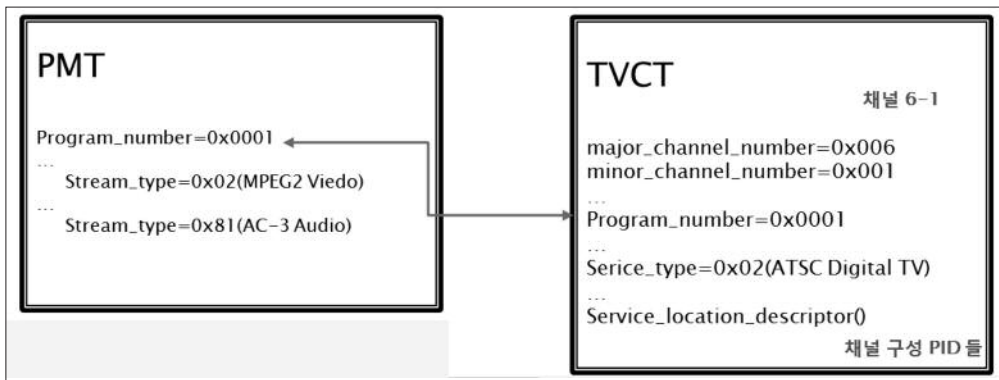 PMT
Program_number=0x0001
...
Stream_type=0x02(MPEG2 Viedo)
...
Stream_type=0x81(AC-3 Audio)
TVCT
채널 6-1
major_channel_number=0x006
minor_channel_number=0x001
...
Program_number=0x0001
...
Serice_type=0x02(ATSC Digital TV)
...
Service_location_descriptor()
채널 구성 PID 들